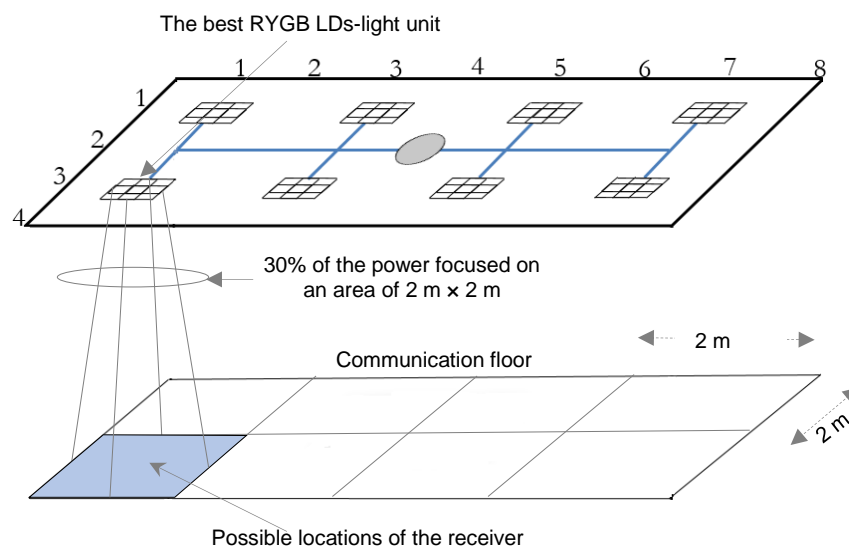 The best RYGB LDs-light unit
1 2 3 4 5 6 7 8
1
2
3
4
30% of the power focused on
an area of 2 m × 2 m
2 m
Communication floor
2 m
Possible locations of the receiver